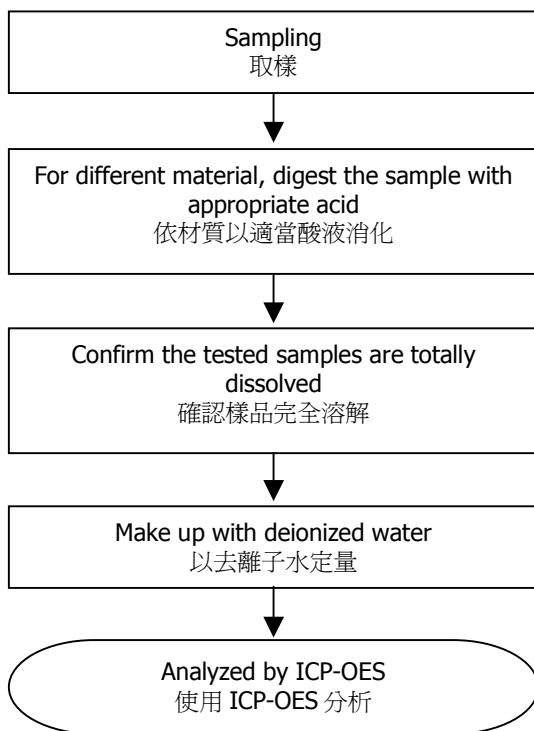 Sampling
取樣
For different material, digest the sample with
appropriate acid
依材質以適當酸液消化
Confirm the tested samples are totally
dissolved
確認樣品完全溶解
Make up with deionized water
以去離子水定量
Analyzed by ICP-OES
使用 ICP-OES 分析